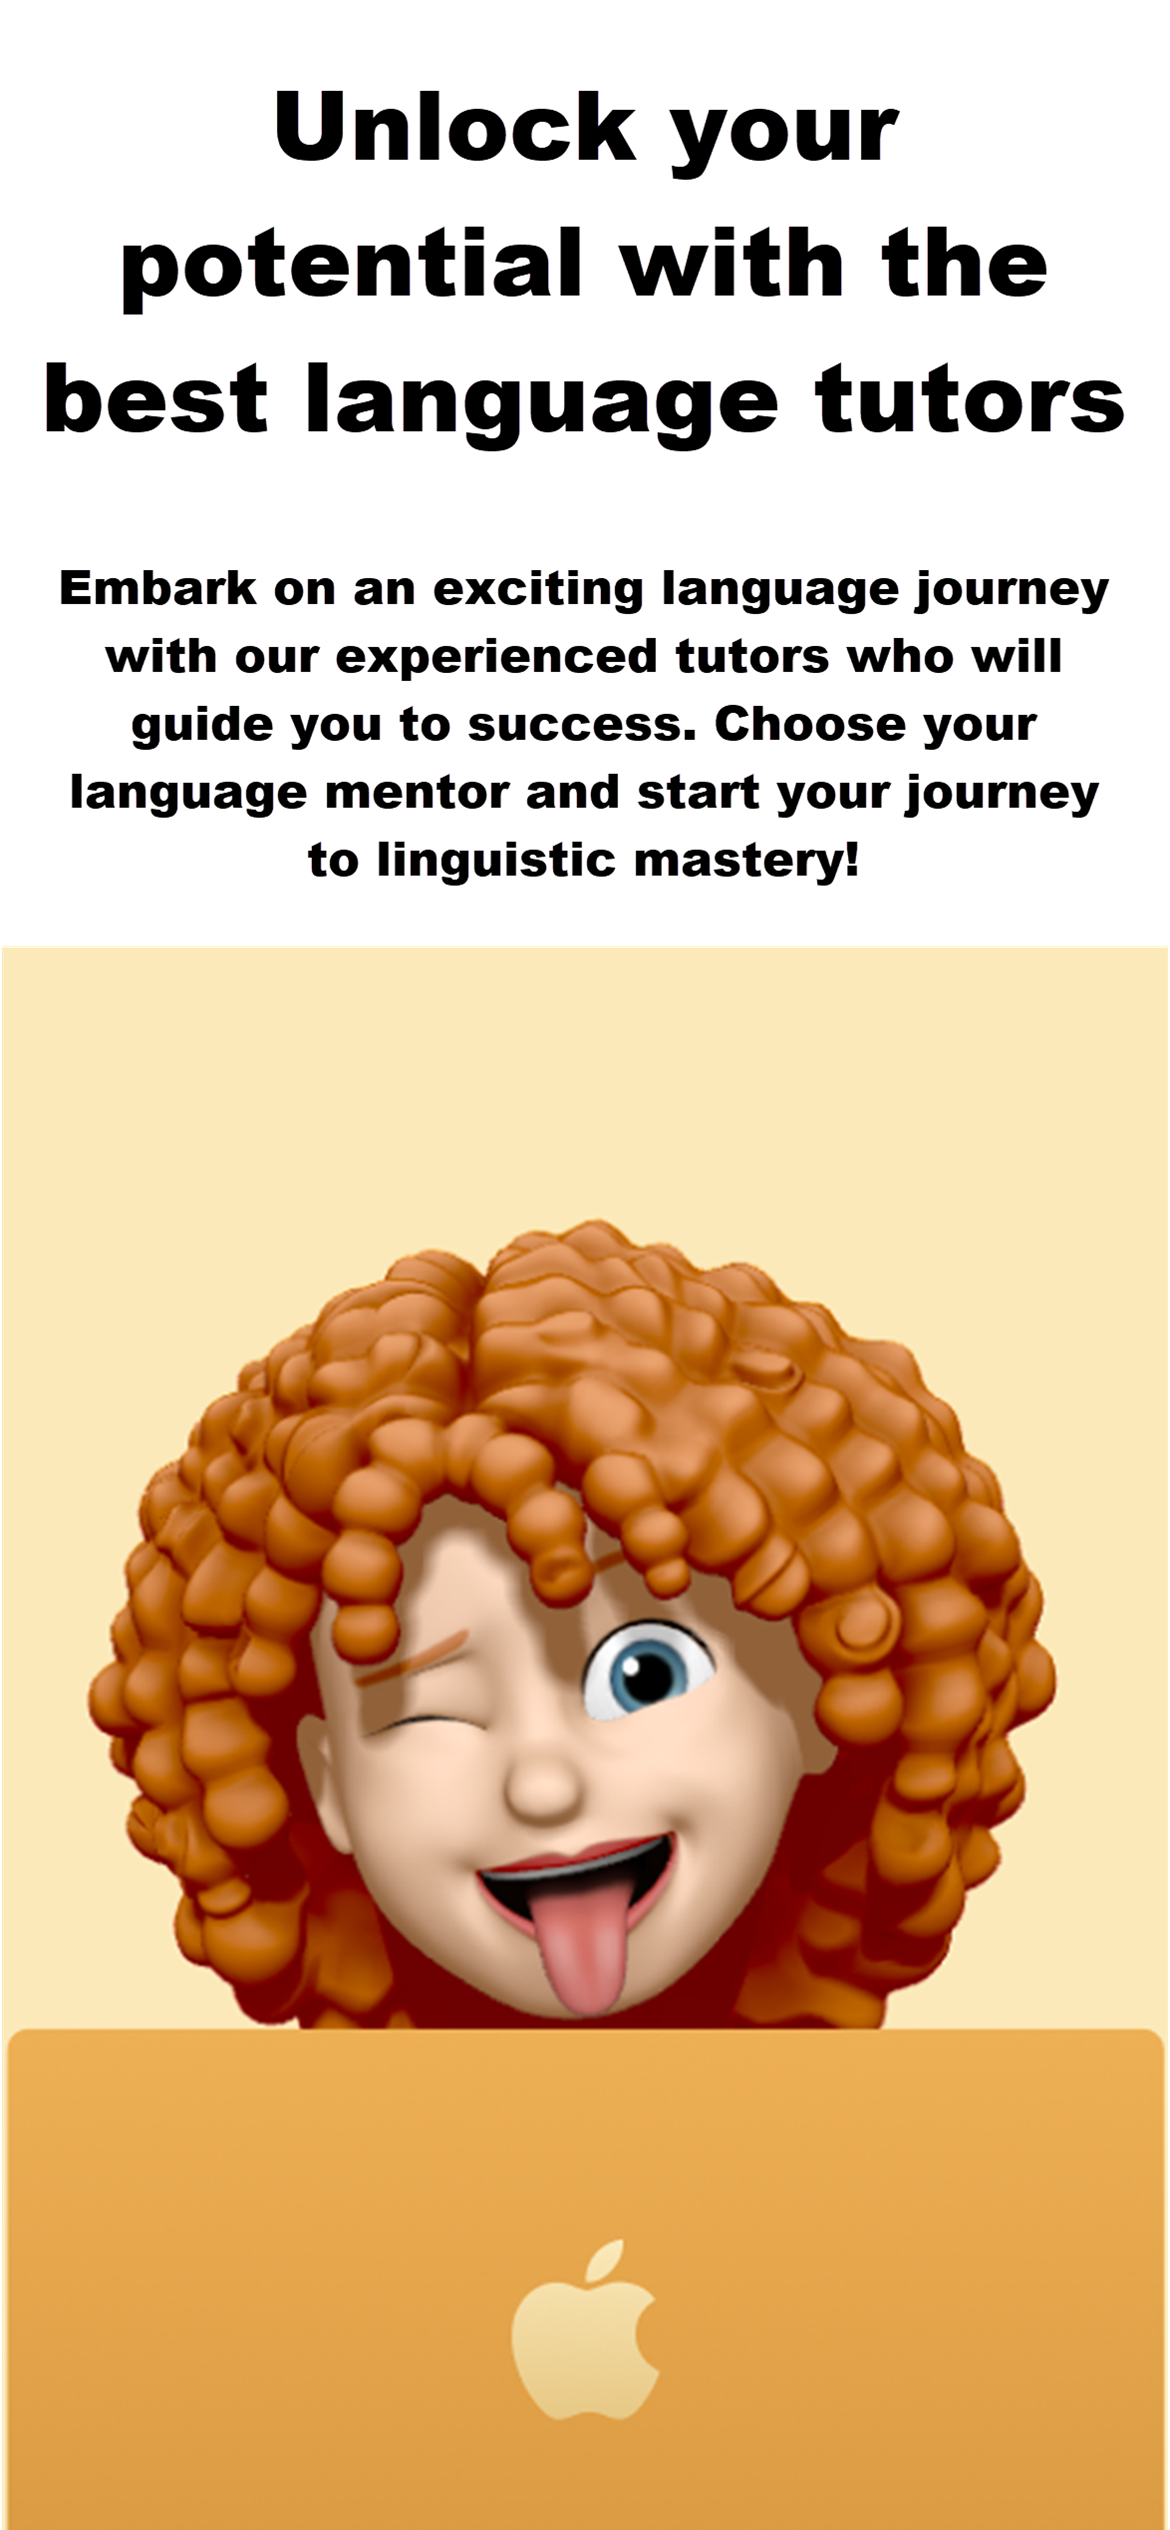 Unlock your
potential with the
best language tutors
Embark on an exciting language journey
with our experienced tutors who will
guide you to success. Choose your
language mentor and start your journey
to linguistic mastery!